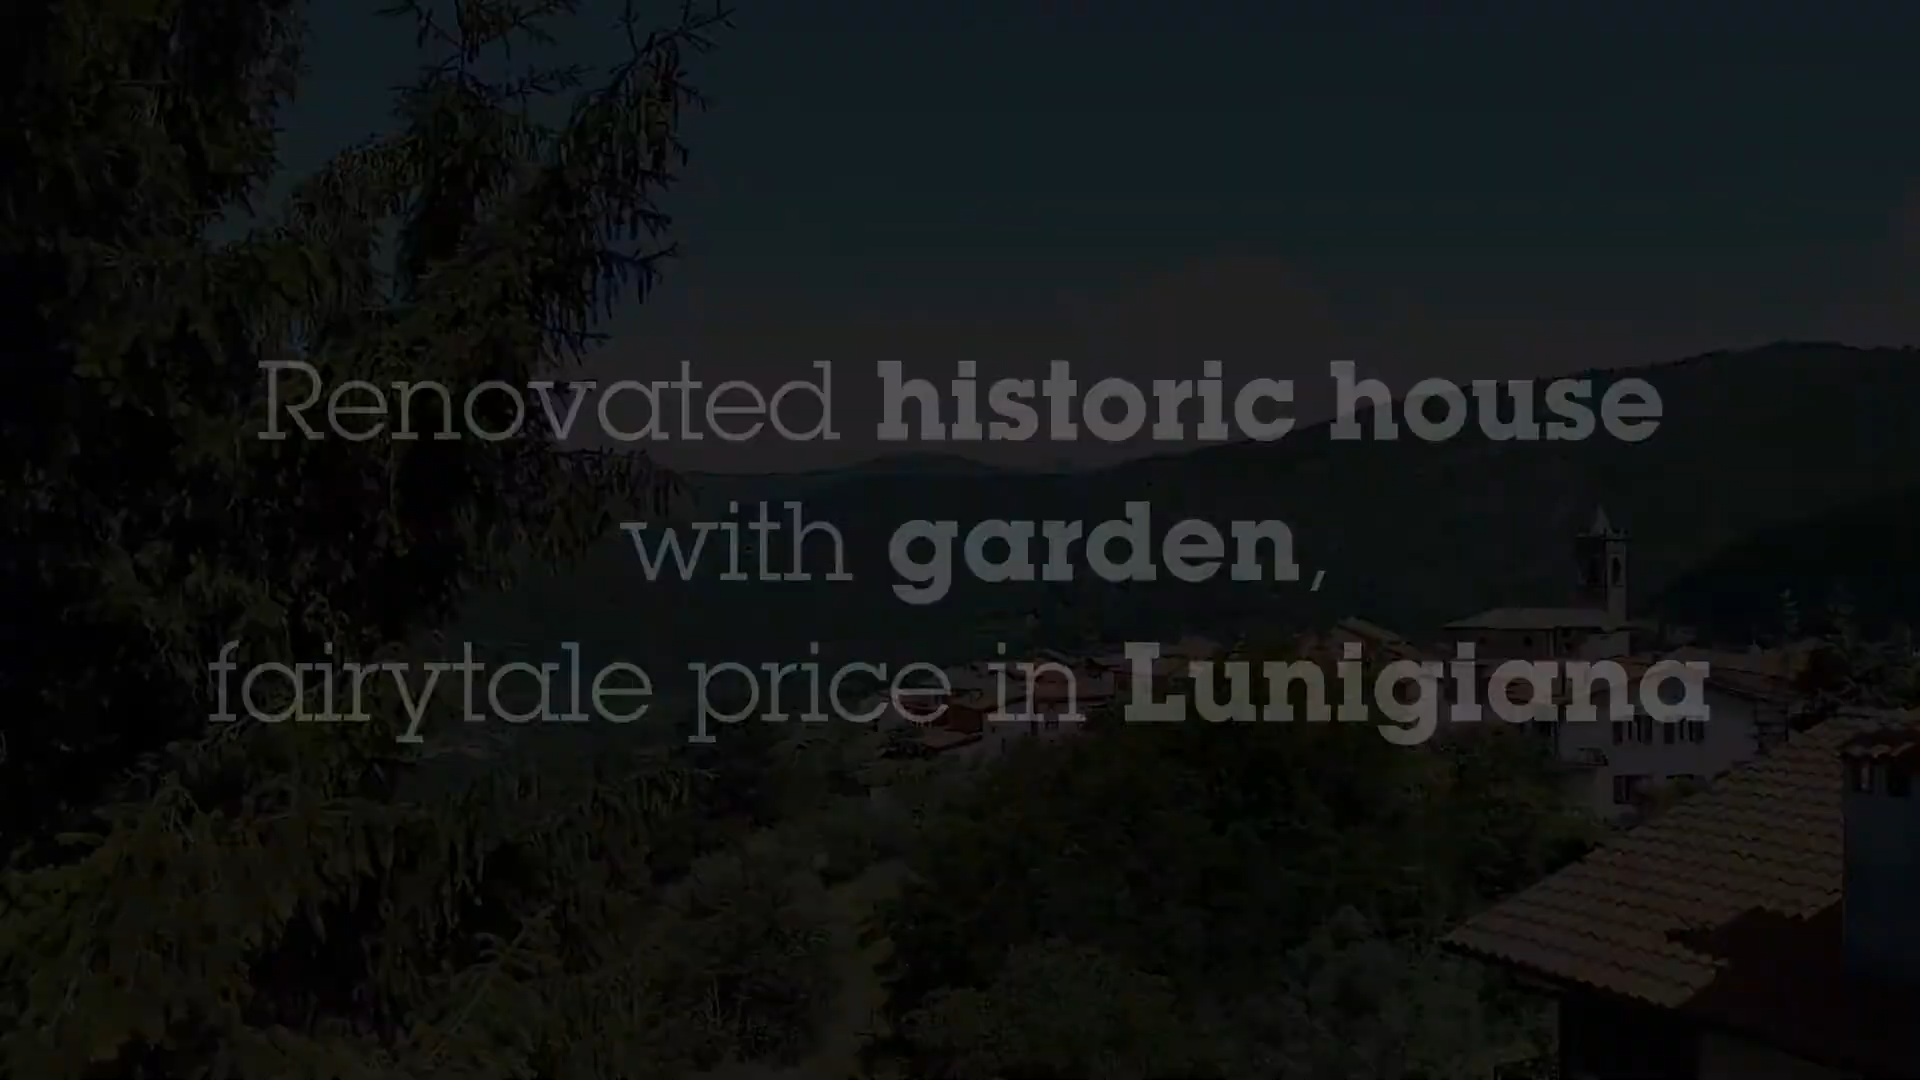 Renovated historic house
with garden,
fairytale price in Lunigiana